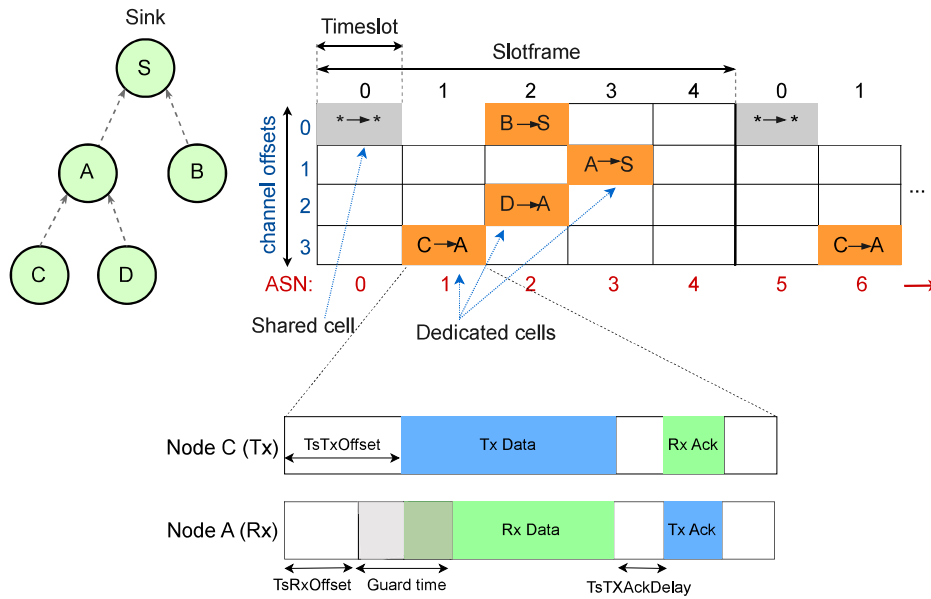 Sink
S
A
B
C
D
Timeslot
Slotframe
0 1 2 3 4 0 1
channel offsets
0 *→* B→S *→*
1 A→S
2 D→A ...
3 C→A C→A
ASN: 0 1 2 3 4 5 6
Shared cell
Dedicated cells
Node C (Tx) TsTxOffset Tx Data Rx Ack
Node A (Rx) Rx Data Tx Ack
TsRxOffset Guard time TsTXAckDelay